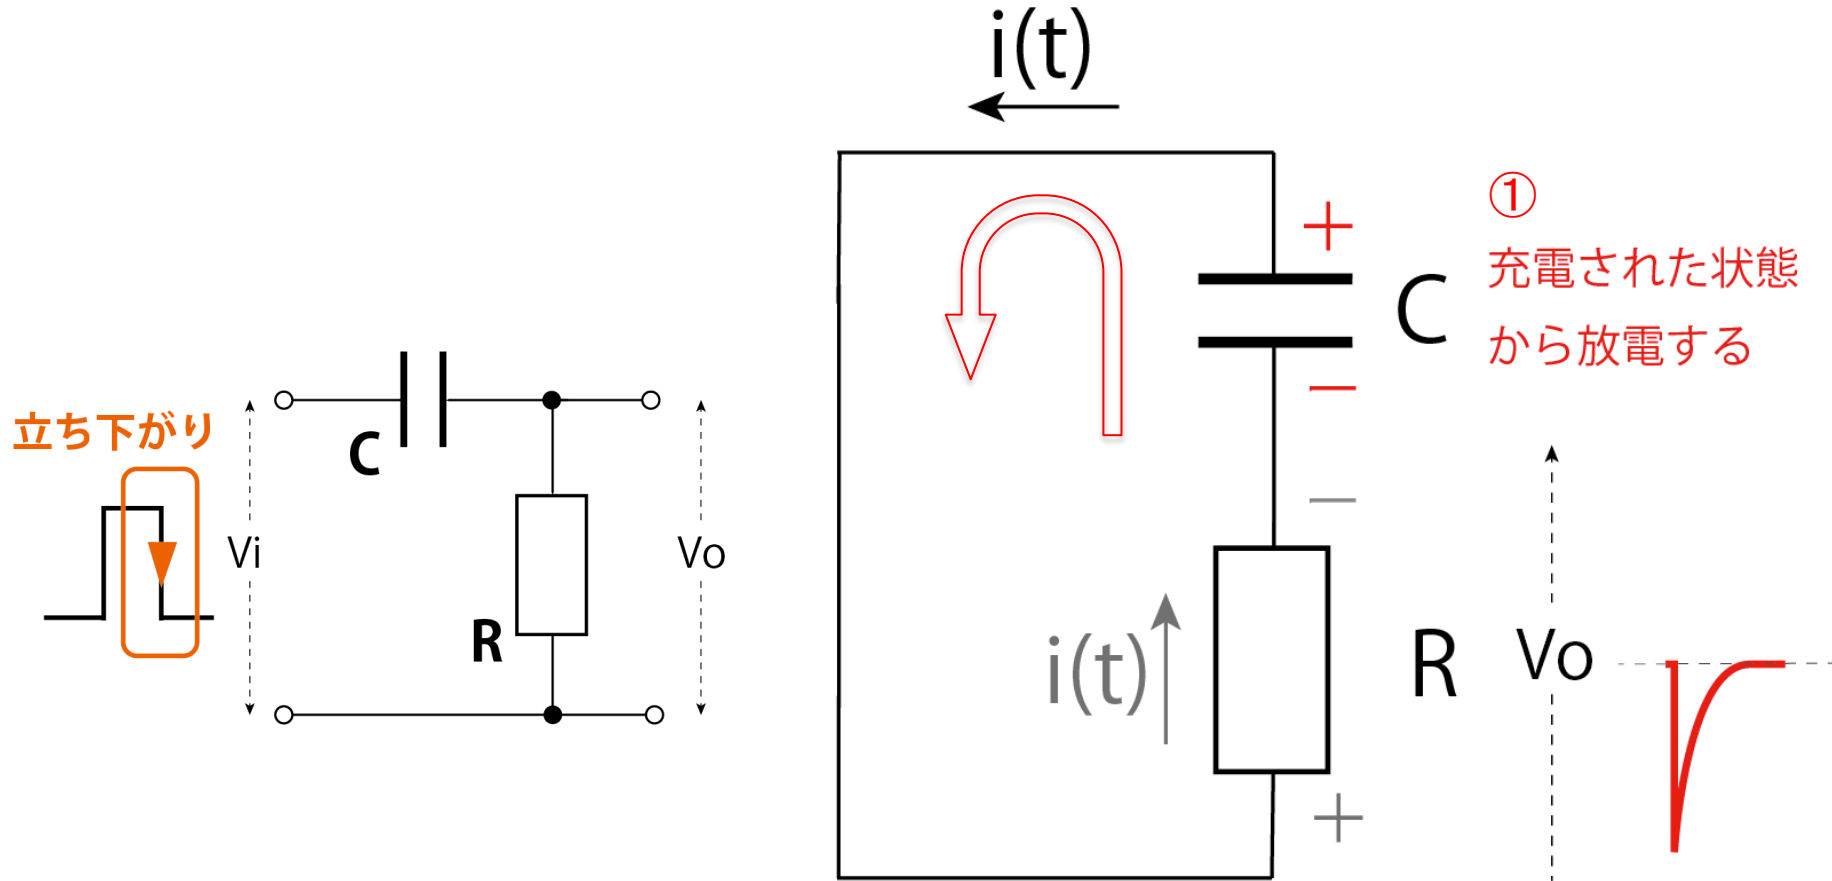 立ち下がり
Vi
C
R
Vo
i(t)
+
C
−
①
充電された状態
から放電する
−
i(t)
R
+
Vo